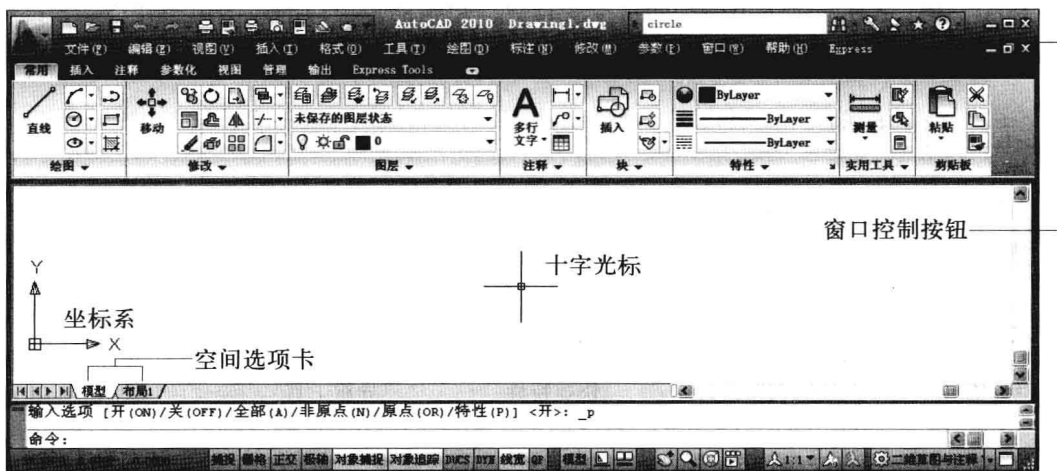 AutoCAD 2010 Drawing1.dwg circle
文件(F) 编辑(E) 视图(V) 插入(I) 格式(O) 工具(T) 绘图(D) 标注(N) 修改(M) 参数(P) 窗口(W) 帮助(H) Express
常用 插入 注释 参数化 视图 管理 输出 Express Tools
直线 移动 未保存的图层状态 0 A 多行文字 插入 ByLayer ByLayer ByLayer 测量 粘贴
绘图 修改 图层 注释 块 特性 实用工具 剪贴板
窗口控制按钮
十字光标
Y
坐标系
X
空间选项卡
模型 布局1
输入选项 [开(ON)/关(OFF)/全部(A)/非原点(N)/原点(OR)/特性(P)] <开>: _p
命令:
捕捉 栅格 正交 极轴 对象捕捉 对象追踪 DUCS DYN 线宽 QP 模型 1:1 二维草图与注释